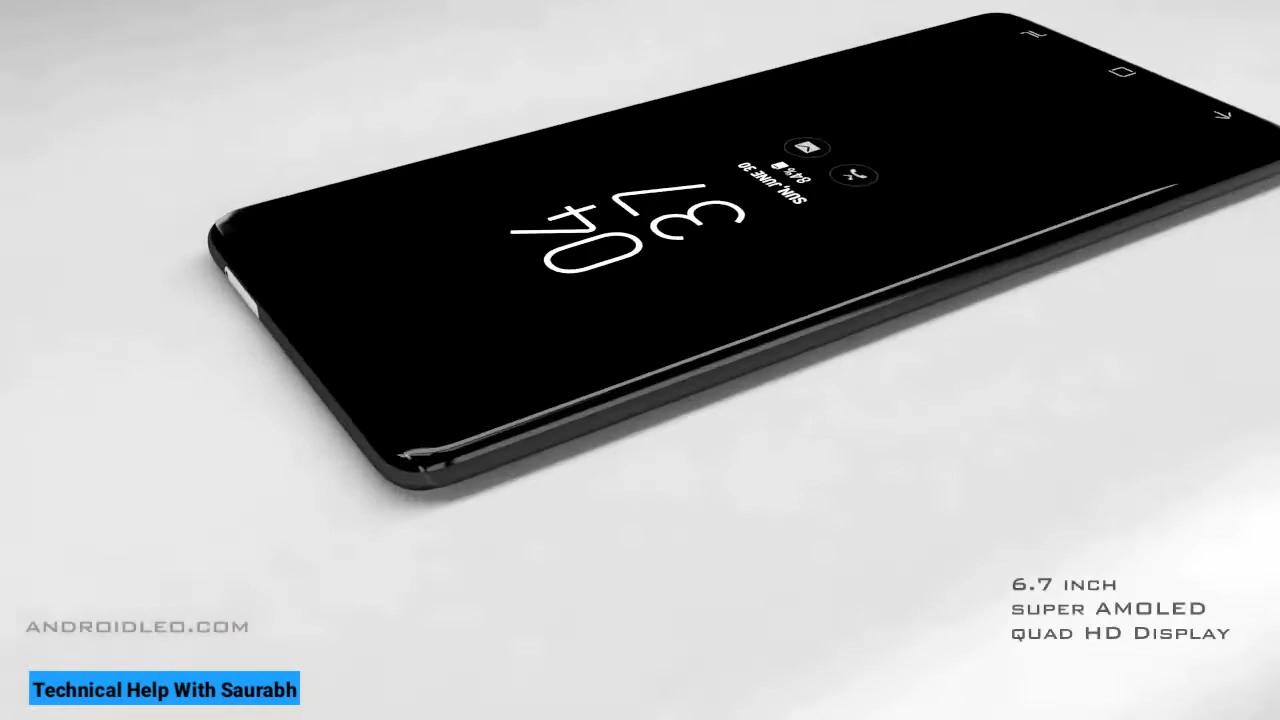 04
37
SUN, JUNE 30
84%
6.7 INCH
SUPER AMOLED
QUAD HD DISPLAY
ANDROIDLEO.COM
Technical Help With Saurabh